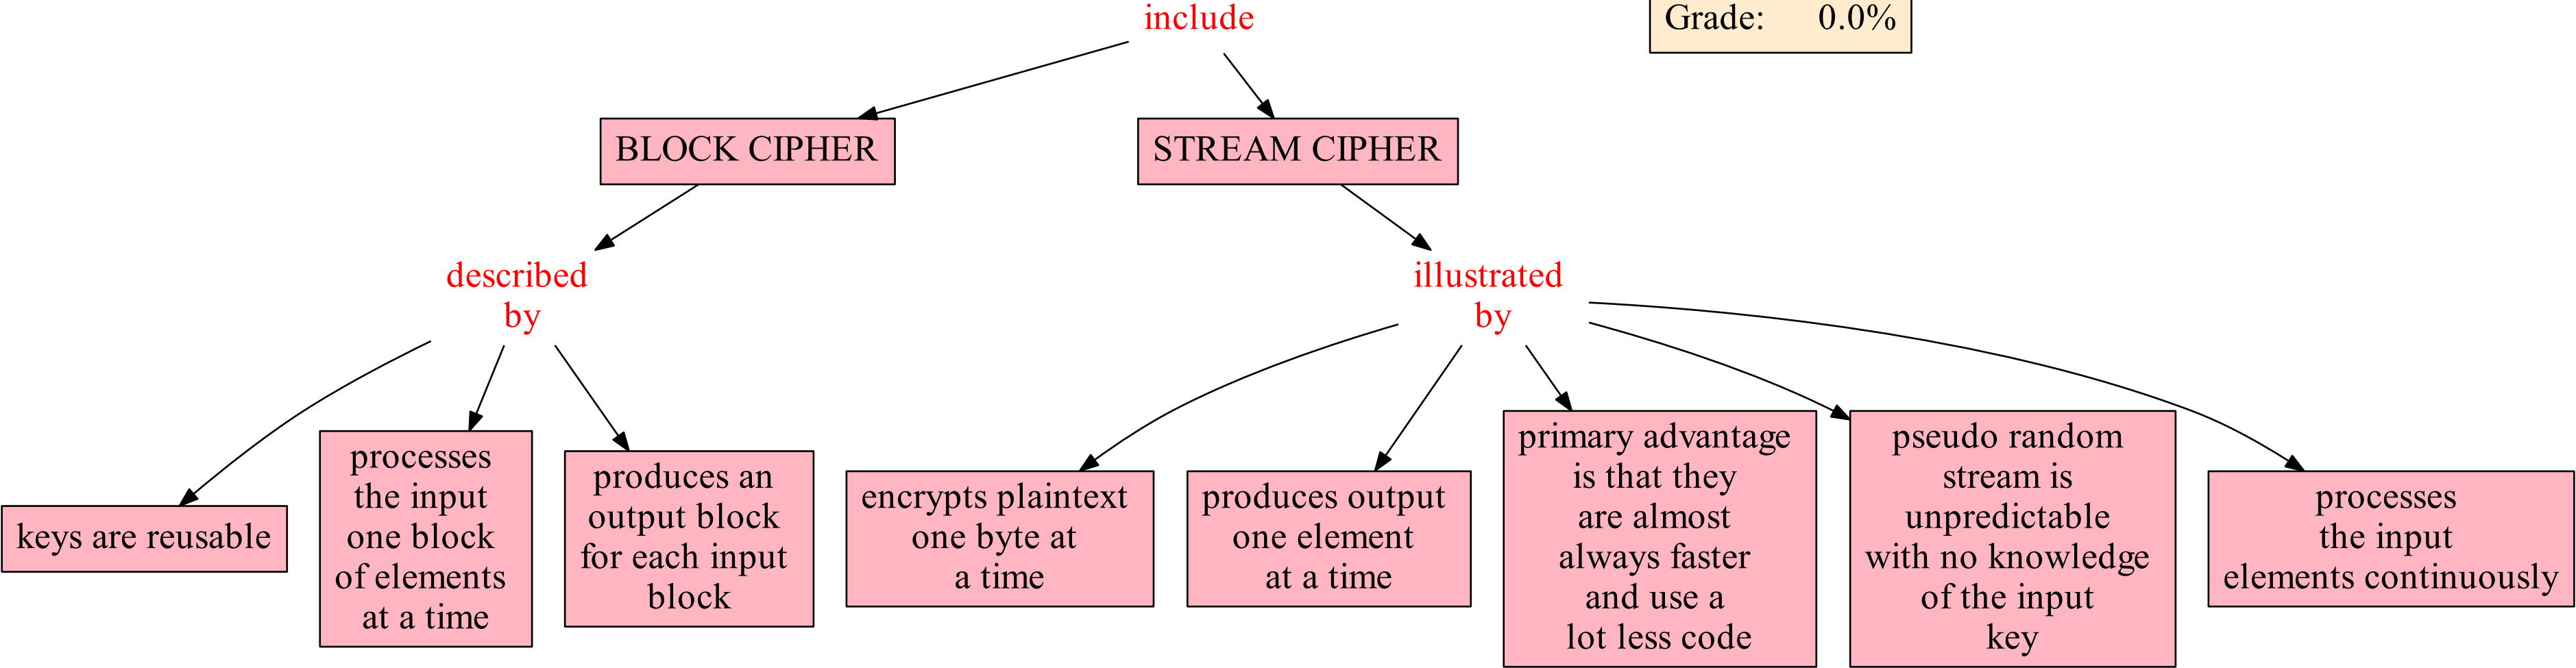 include
Grade: 0.0%
BLOCK CIPHER
STREAM CIPHER
described
by
illustrated
by
keys are reusable
processes
the input
one block
of elements
at a time
produces an
output block
for each input
block
encrypts plaintext
one byte at
a time
produces output
one element
at a time
primary advantage
is that they
are almost
always faster
and use a
lot less code
pseudo random
stream is
unpredictable
with no knowledge
of the input
key
processes
the input
elements continuously